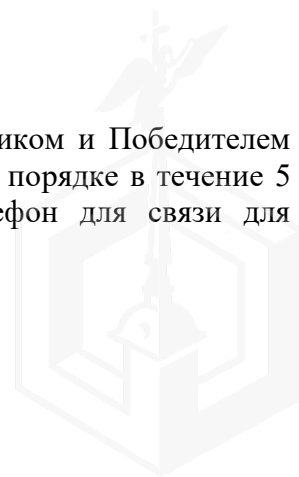 иком и Победителем
порядке в течение 5
ефон для связи для